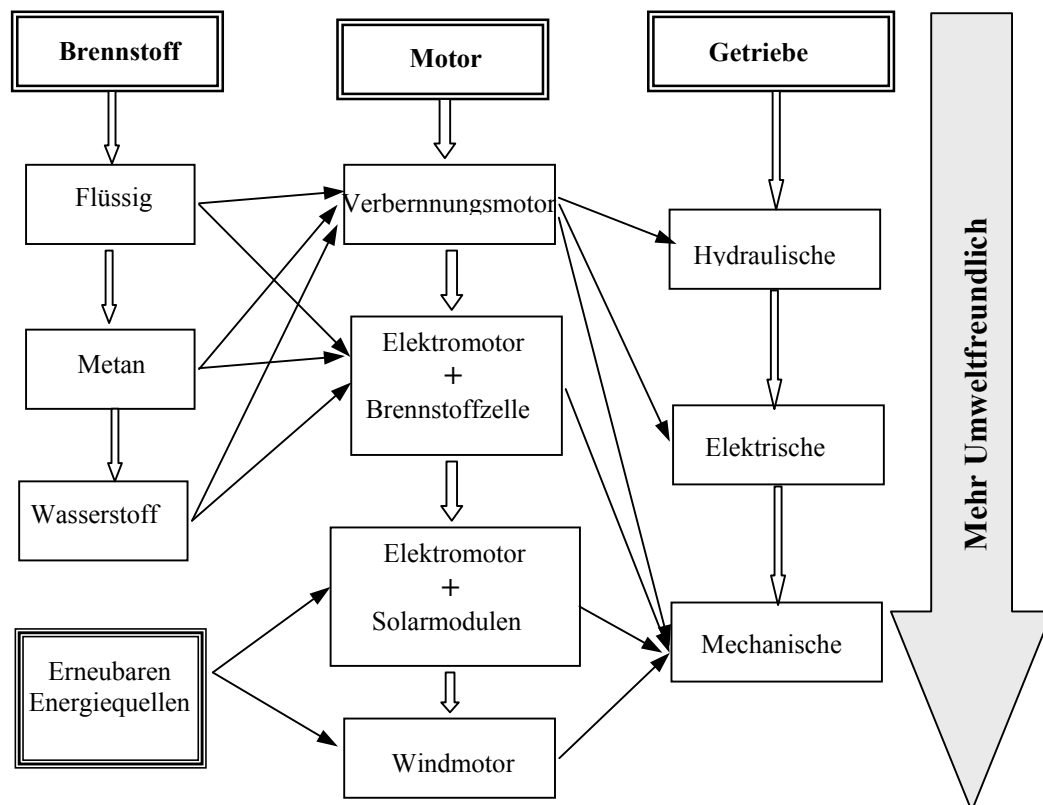 Brennstoff
Motor
Getriebe
Flüssig
Verbernnungsmotor
Hydraulische
Metan
Elektromotor
+
Brennstoffzelle
Elektrische
Wasserstoff
Elektromotor
+
Solarmodulen
Mechanische
Erneubaren
Energiequellen
Windmotor
Mehr Umweltfreundlich